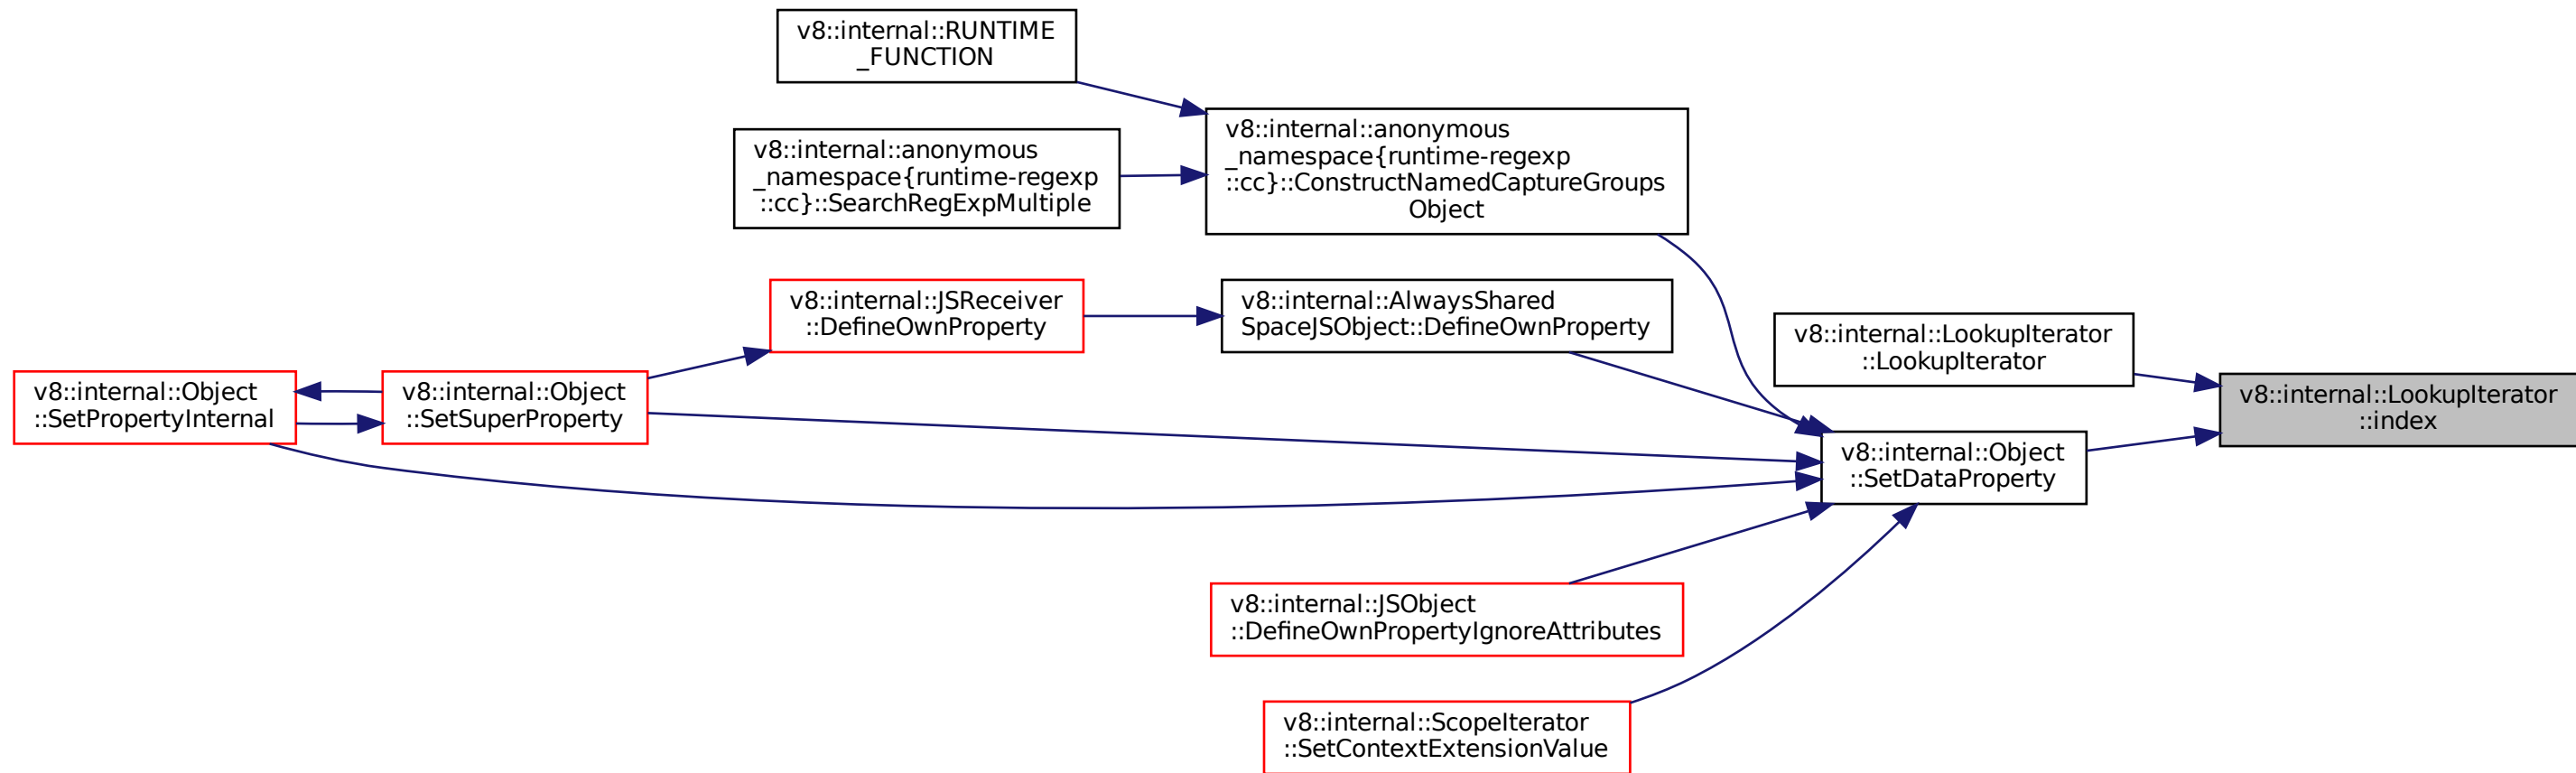 v8::internal::RUNTIME
_FUNCTION
v8::internal::anonymous
_namespace{runtime-regexp
::cc}::SearchRegExpMultiple
v8::internal::anonymous
_namespace{runtime-regexp
::cc}::ConstructNamedCaptureGroups
Object
v8::internal::JSReceiver
::DefineOwnProperty
v8::internal::AlwaysShared
SpaceJSObject::DefineOwnProperty
v8::internal::LookupIterator
::LookupIterator
v8::internal::Object
::SetPropertyInternal
v8::internal::Object
::SetSuperProperty
v8::internal::LookupIterator
::index
v8::internal::Object
::SetDataProperty
v8::internal::JSObject
::DefineOwnPropertyIgnoreAttributes
v8::internal::ScopeIterator
::SetContextExtensionValue